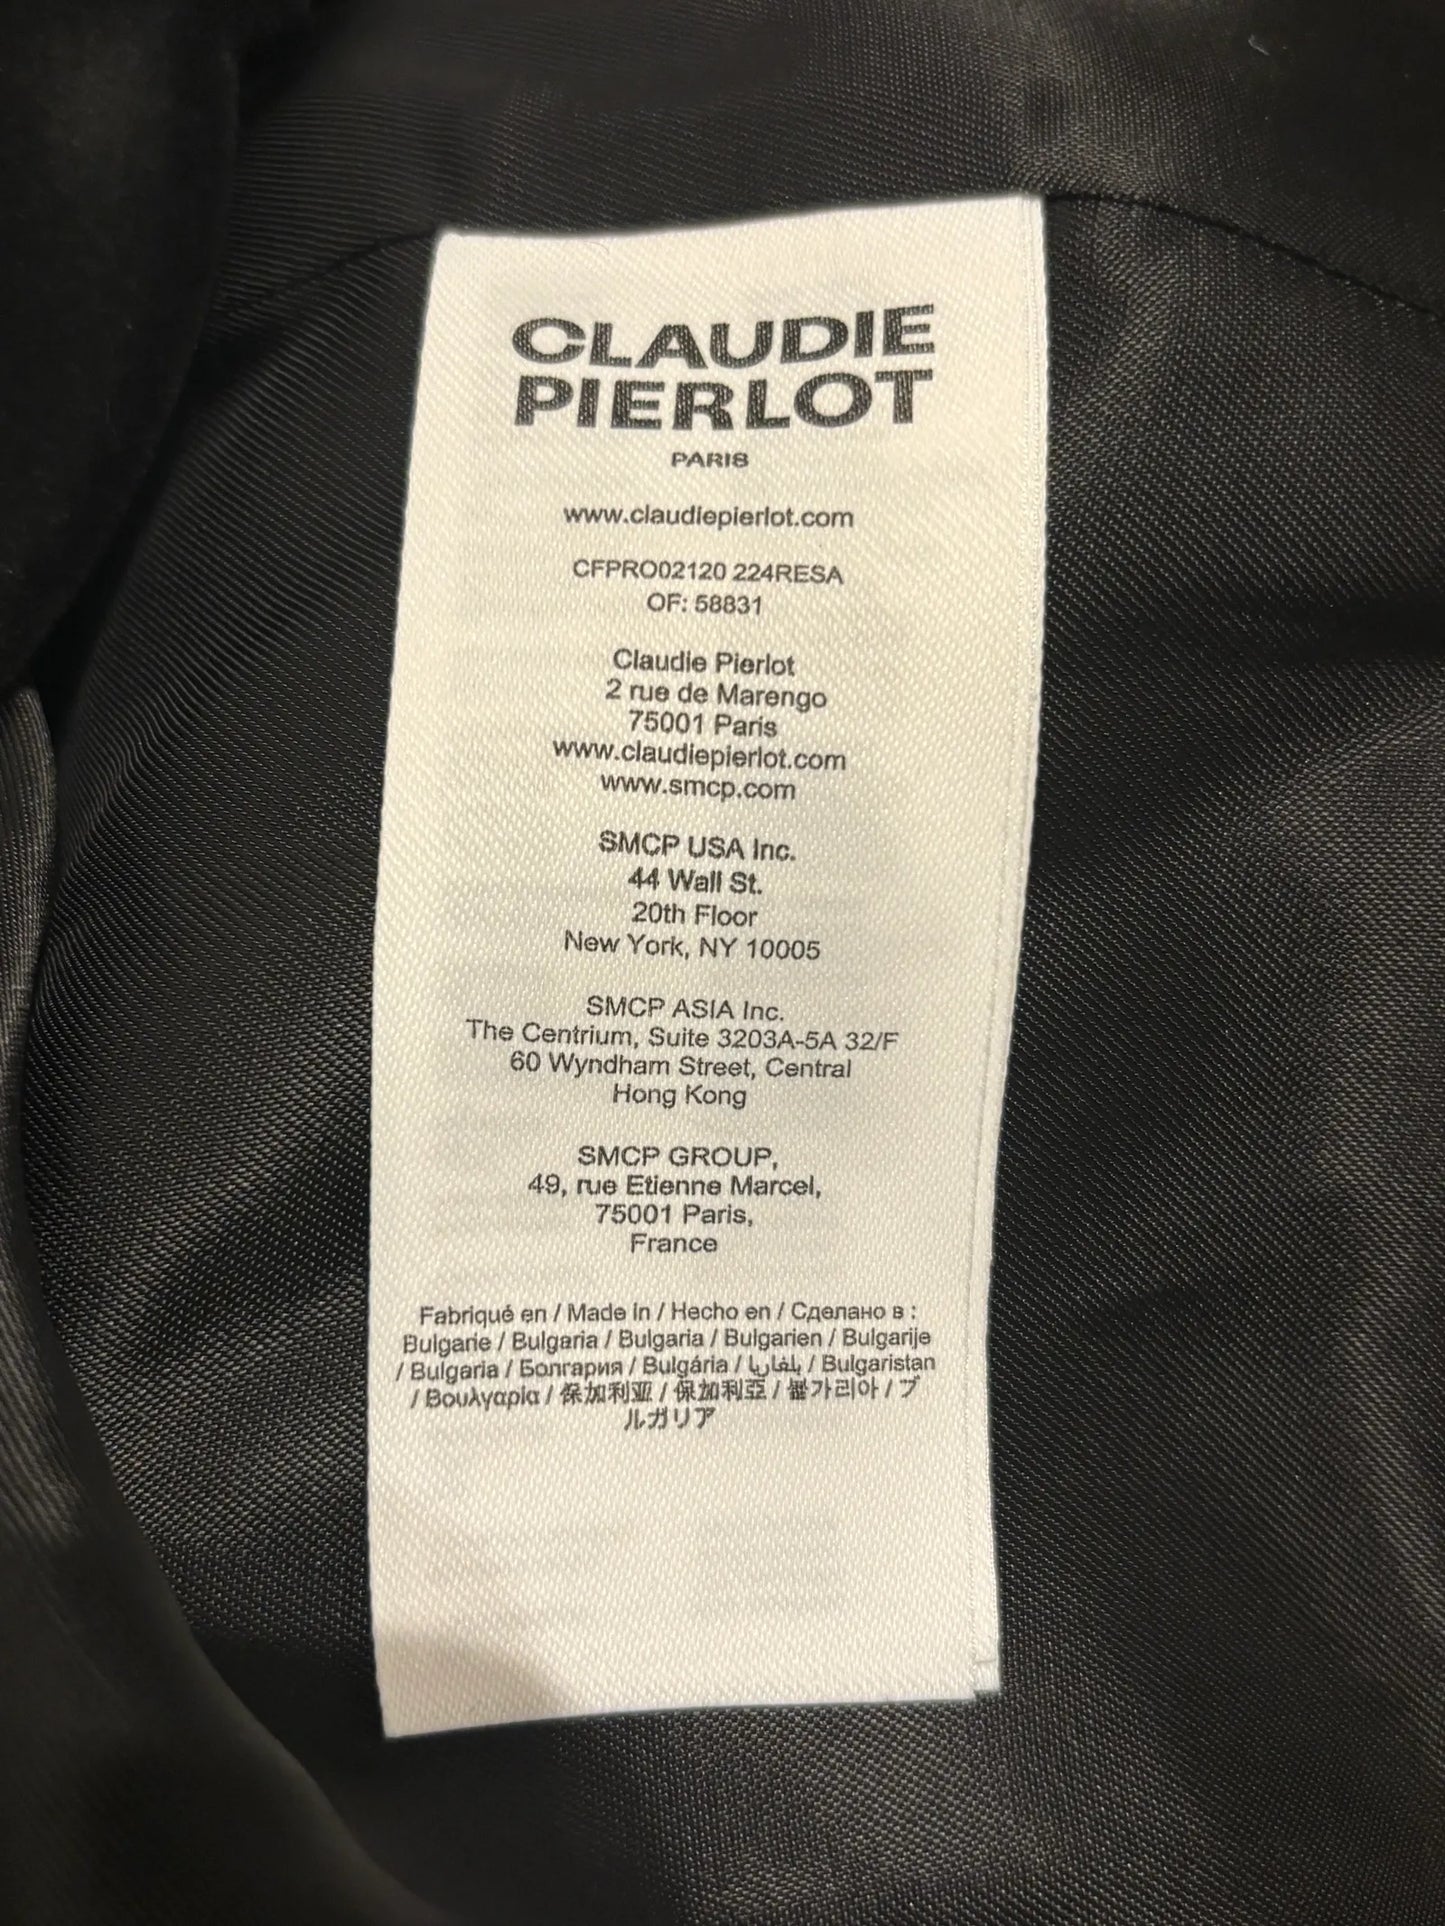 CLAUDIE
PIERLOT
PARIS
www.claudiepierlot.com
CFPRO02120 224RESA
OF: 58831
Claudie Pierlot
2 rue de Marengo
75001 Paris
www.claudiepierlot.com
www.smcp.com
SMCP USA Inc.
44 Wall St.
20th Floor
New York, NY 10005
SMCP ASIA Inc.
The Centrium, Suite 3203A-5A 32/F
60 Wyndham Street, Central
Hong Kong
SMCP GROUP,
49, rue Etienne Marcel,
75001 Paris,
France
Fabriqué en / Made in / Hecho en / Сделано в :
Bulgarie / Bulgaria / Bulgaria / Bulgarien / Bulgarije
/ Bulgaria / Болгария / Bulgária / بلغاريا / Bulgaristan
/ Βουλγαρία / 保加利亚 / 保加利亞 / 불가리아 / ブ
ルガリア